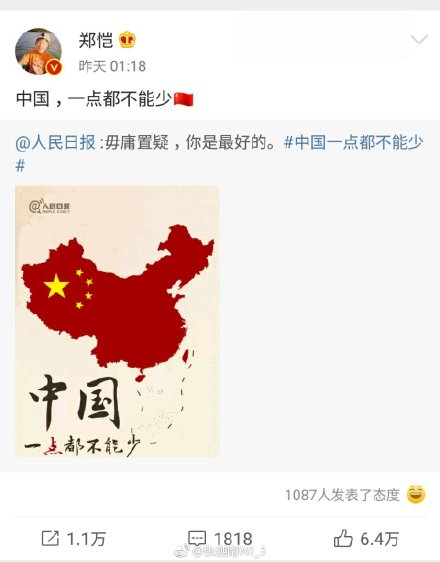 郑恺
昨天 01:18
中国，一点都不能少🇨🇳
@人民日报 :毋庸置疑，你是最好的。#中国一点都不能少
#
@人民日报
PEOPLE'S DAILY
中国
一点都不能少
1087人发表了态度
1.1万 1818 6.4万